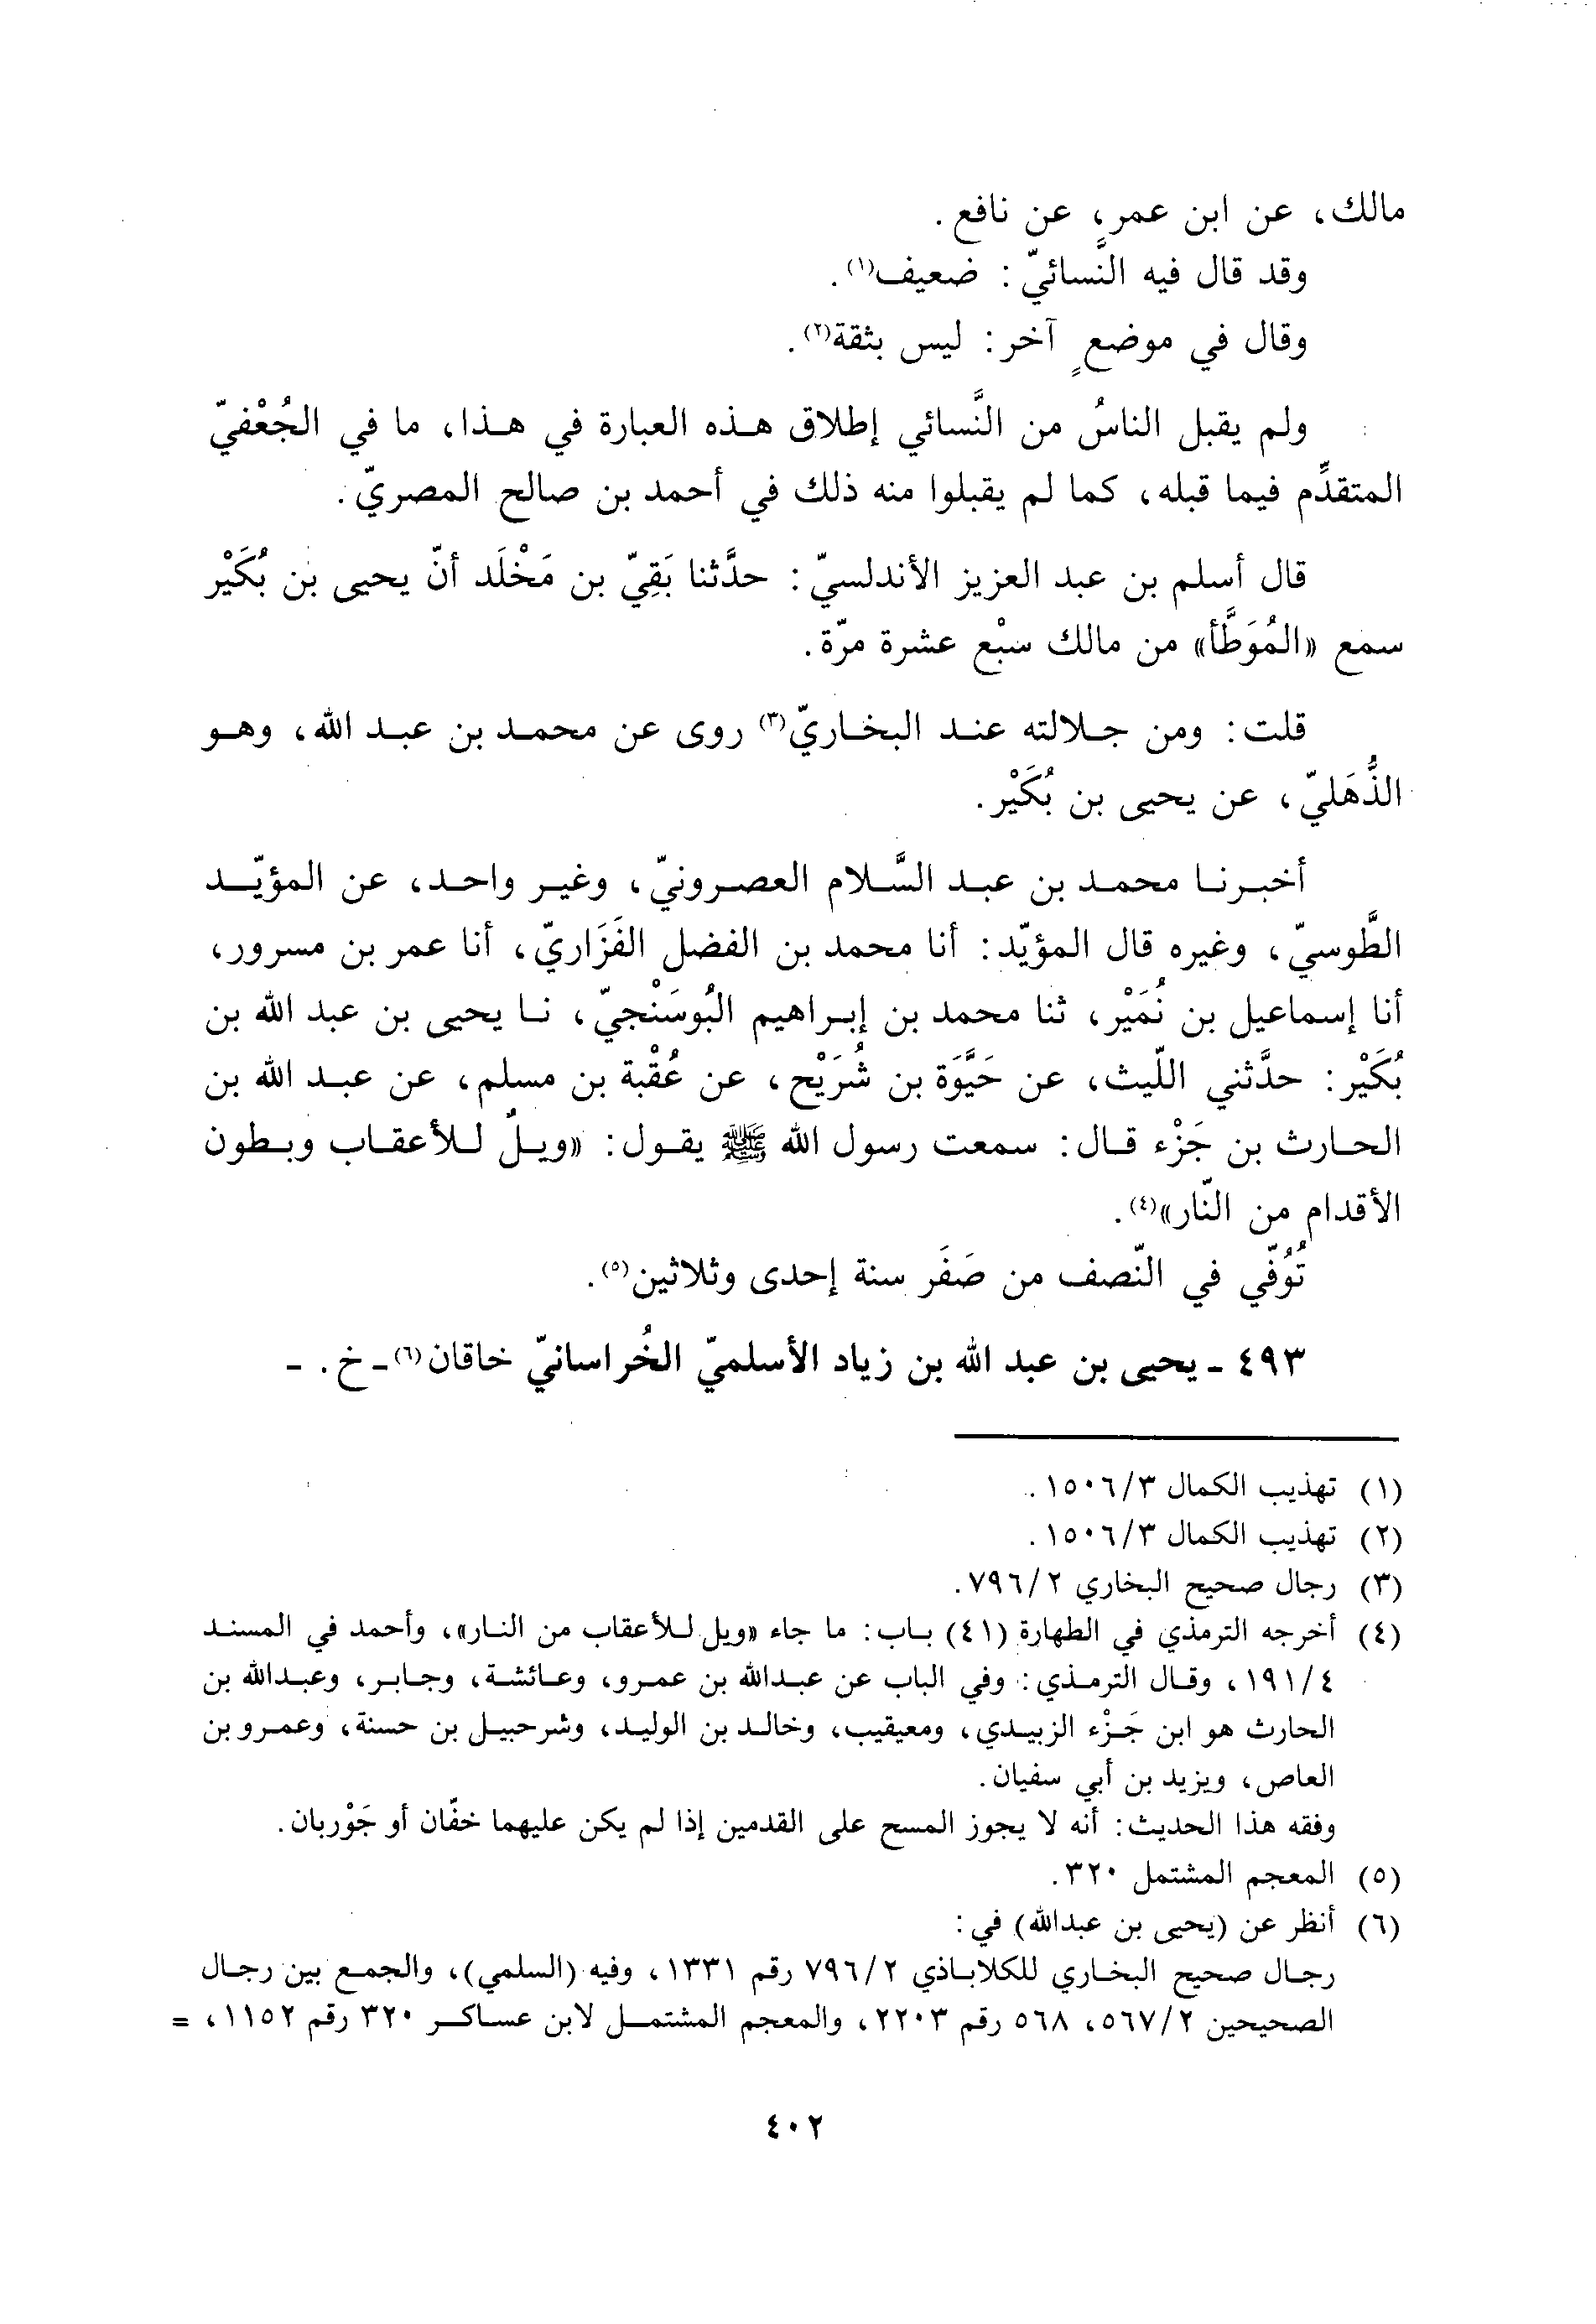 مالك، عن ابن عمر، عن نافع.
وقد قال فيه النَّسائيّ: ضعيف(١).
وقال في موضعٍ آخر: ليس بثقة(٢).
ولم يقبل الناسُ من النَّسائي إطلاق هذه العبارة في هذا، ما في الجُعْفيّ
المتقدِّم فيما قبله، كما لم يقبلوا منه ذلك في أحمد بن صالح المصريّ.
قال أسلم بن عبد العزيز الأندلسيّ: حدَّثنا بَقِيّ بن مَخْلَد أنّ يحيى بن بُكَيْر
سمع «المُوَطَّأ» من مالك سبْع عشرة مرّة.
قلت: ومن جلالته عند البخاريّ(٣) روى عن محمد بن عبد الله، وهو
الذُّهَليّ، عن يحيى بن بُكَيْر.
أخبرنا محمد بن عبد السَّلام العصرونيّ، وغير واحد، عن المؤيّد
الطَّوسيّ، وغيره قال المؤيّد: أنا محمد بن الفضل الفَزَاريّ، أنا عمر بن مسرور،
أنا إسماعيل بن نُمَيْر، ثنا محمد بن إبراهيم البُوسَنْجيّ، نا يحيى بن عبد الله بن
بُكَيْر: حدَّثني اللّيث، عن حَيَّوَة بن شُرَيْح، عن عُقْبة بن مسلم، عن عبد الله بن
الحارث بن جَزْء قال: سمعت رسول الله ﷺ يقول: «ويلٌ للأعقاب وبطون
الأقدام من النّار»(٤).
تُوُفّي في النّصف من صَفَر سنة إحدى وثلاثين(٥).
٤٩٣ - يحيى بن عبد الله بن زياد الأسلميّ الخُراسانيّ خاقان(٦) - خ. -
(١) تهذيب الكمال ١٥٠٦/٣.
(٢) تهذيب الكمال ١٥٠٦/٣.
(٣) رجال صحيح البخاري ٧٩٦/٢.
(٤) أخرجه الترمذي في الطهارة (٤١) باب: ما جاء «ويل للأعقاب من النار»، وأحمد في المسند
١٩١/٤، وقال الترمذي: وفي الباب عن عبدالله بن عمرو، وعائشة، وجابر، وعبدالله بن
الحارث هو ابن جَزْء الزبيدي، ومعيقيب، وخالد بن الوليد، وشرحبيل بن حسنة، وعمرو بن
العاص، ويزيد بن أبي سفيان.
وفقه هذا الحديث: أنه لا يجوز المسح على القدمين إذا لم يكن عليهما خفّان أو جَوْربان.
(٥) المعجم المشتمل ٣٢٠.
(٦) أنظر عن (يحيى بن عبدالله) في:
رجال صحيح البخاري للكلاباذي ٧٩٦/٢ رقم ١٣٣١، وفيه (السلمي)، والجمع بين رجال
الصحيحين ٥٦٧/٢، ٥٦٨ رقم ٢٢٠٣، والمعجم المشتمل لابن عساكر ٣٢٠ رقم ١١٥٢، =
٤٠٢